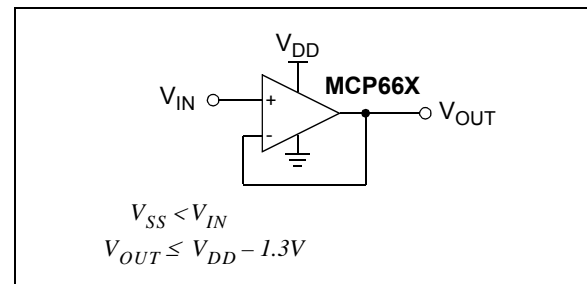 V_DD
MCP66X
V_IN
+
-
V_OUT
V_SS < V_IN
V_OUT ≤ V_DD – 1.3V